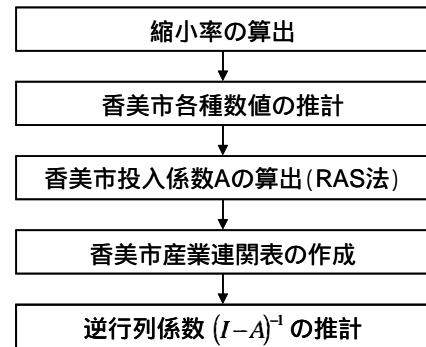 縮小率の算出
香美市各種数値の推計
香美市投入係数Aの算出(RAS法)
香美市産業連関表の作成
逆行列係数 (I−A)⁻¹ の推計